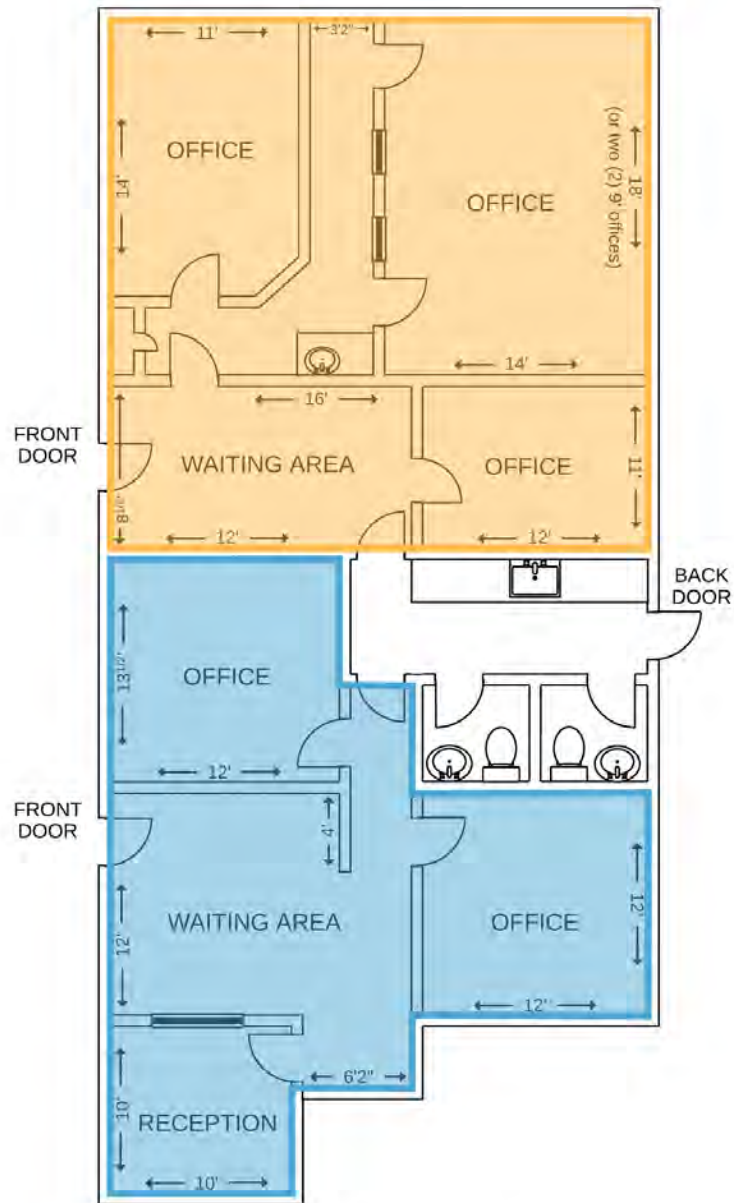 11'
3'2"
OFFICE
14'
OFFICE
18'
(or two (2) 9' offices)
14'
16'
FRONT
DOOR
WAITING AREA
OFFICE
11'
8 1/2'
12'
12'
BACK
DOOR
13 1/2'
OFFICE
12'
FRONT
DOOR
4'
WAITING AREA
12'
OFFICE
12'
12'
6'2"
10'
RECEPTION
10'